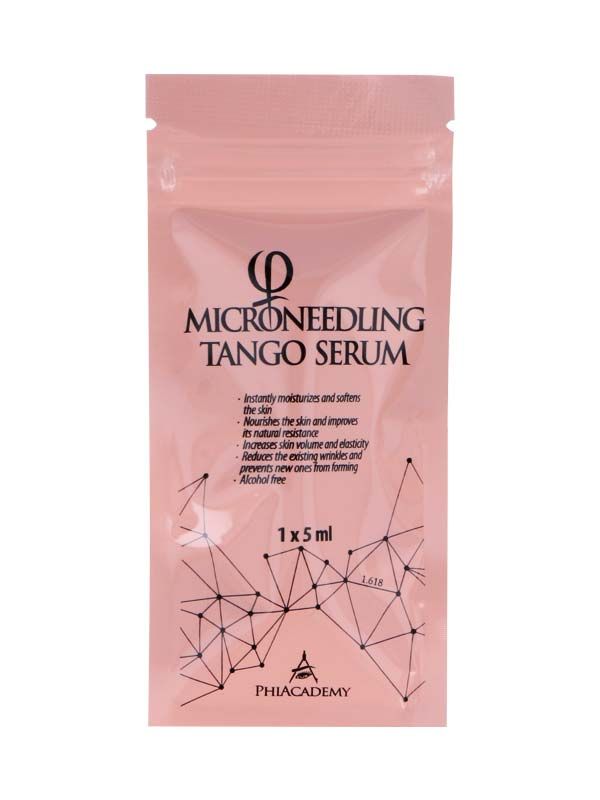 φ
MICRONEEDLING
TANGO SERUM
· Instantly moisturizes and softens
the skin
· Nourishes the skin and improves
its natural resistance
· Increases skin volume and elasticity
· Reduces the existing wrinkles and
prevents new ones from forming
· Alcohol free
1 x 5 ml
1.618
PHIACADEMY